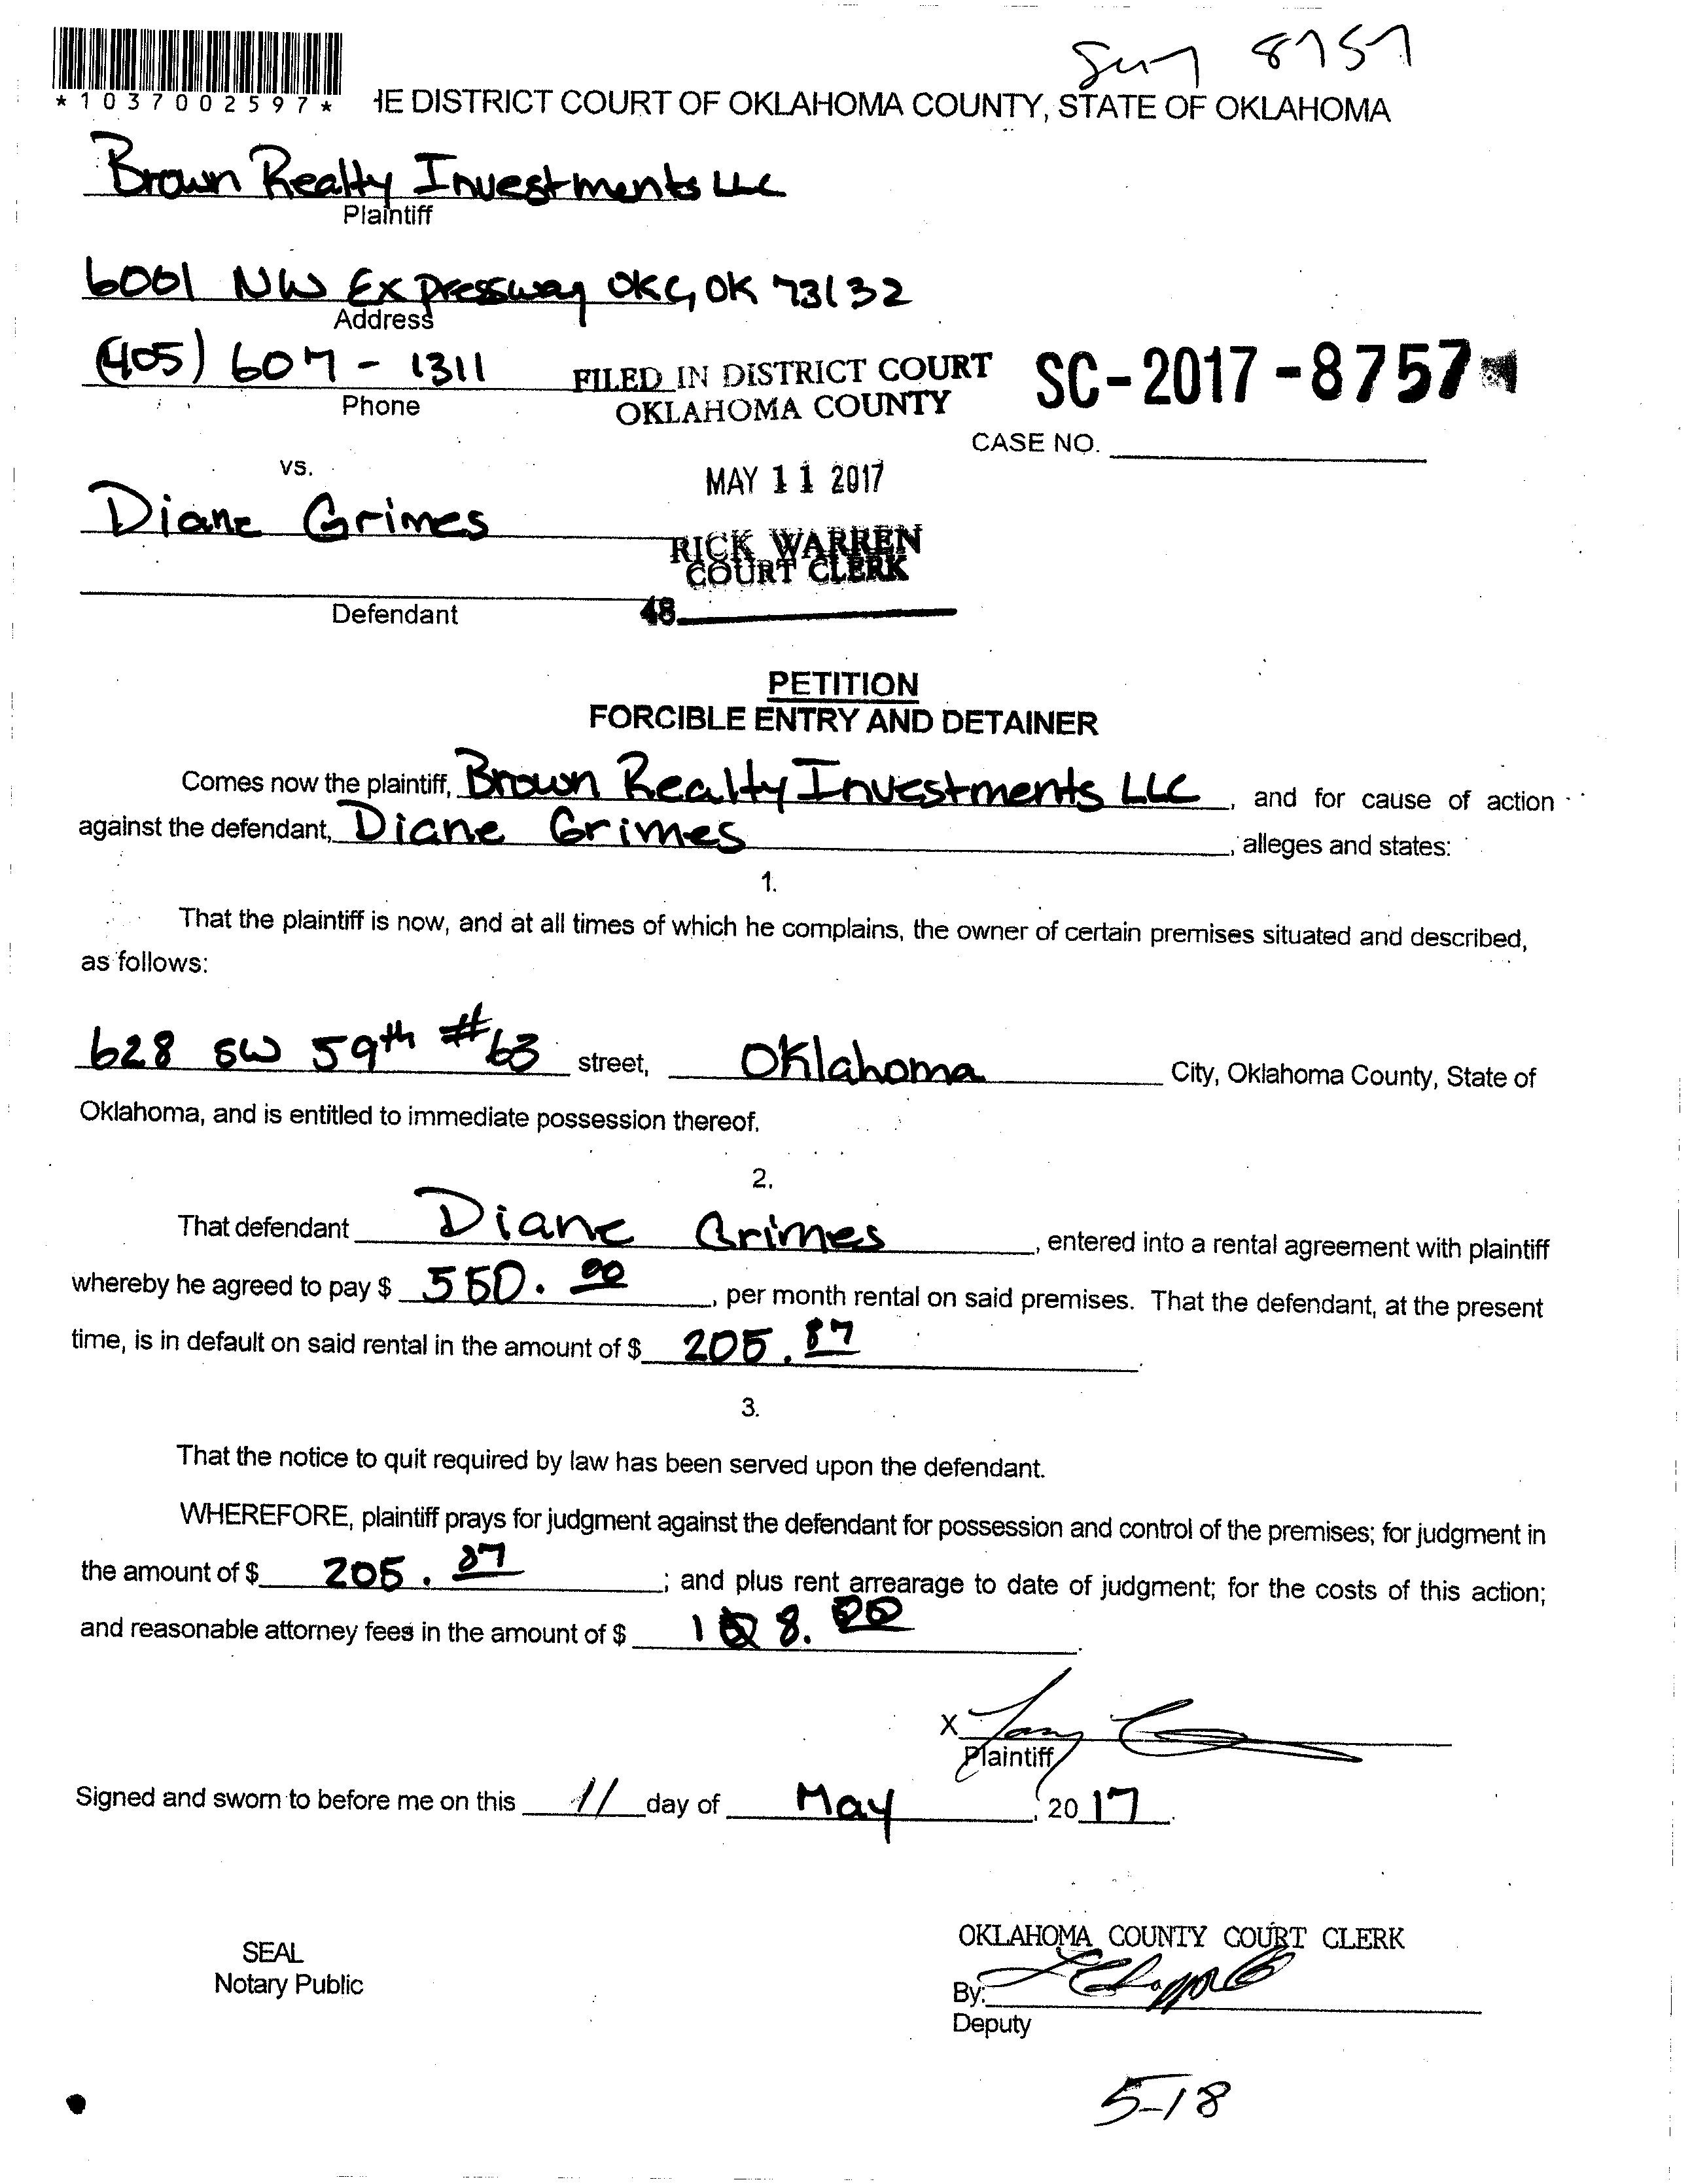 8757
*1037002597* HE DISTRICT COURT OF OKLAHOMA COUNTY, STATE OF OKLAHOMA
Brown Realty Investments LLC
Plaintiff
6001 NW Expressway OKC, OK 73132
Address
(405) 607-1311
Phone
FILED IN DISTRICT COURT
OKLAHOMA COUNTY
SC-2017-8757
CASE NO.
vs.
MAY 11 2017
Diane Grimes
RICK WARREN
COURT CLERK
Defendant
48
PETITION
FORCIBLE ENTRY AND DETAINER
Comes now the plaintiff, Brown Realty Investments LLC, and for cause of action
against the defendant, Diane Grimes, alleges and states:
1.
That the plaintiff is now, and at all times of which he complains, the owner of certain premises situated and described,
as follows:
628 SW 59th #63 street, Oklahoma City, Oklahoma County, State of
Oklahoma, and is entitled to immediate possession thereof.
2.
That defendant Diane Grimes, entered into a rental agreement with plaintiff
whereby he agreed to pay $ 550.00, per month rental on said premises. That the defendant, at the present
time, is in default on said rental in the amount of $ 205.87.
3.
That the notice to quit required by law has been served upon the defendant.
WHEREFORE, plaintiff prays for judgment against the defendant for possession and control of the premises; for judgment in
the amount of $ 205.87; and plus rent arrearage to date of judgment; for the costs of this action;
and reasonable attorney fees in the amount of $
X
Plaintiff
Signed and sworn to before me on this 11 day of May, 2017.
SEAL
Notary Public
OKLAHOMA COUNTY COURT CLERK
By:
Deputy
5-18